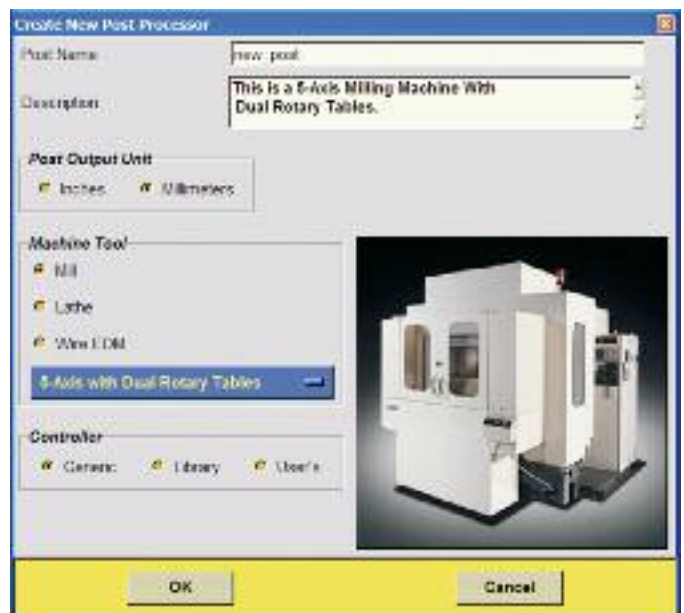 Create New Post Processor
Post Name
new_post
Description
This is a 5-Axis Milling Machine With
Dual Rotary Tables.
Post Output Unit
Inches Millimeters
Machine Tool
Mill
Lathe
Wire EDM
5-Axis with Dual Rotary Tables
Controller
Generic Library User's
OK Cancel